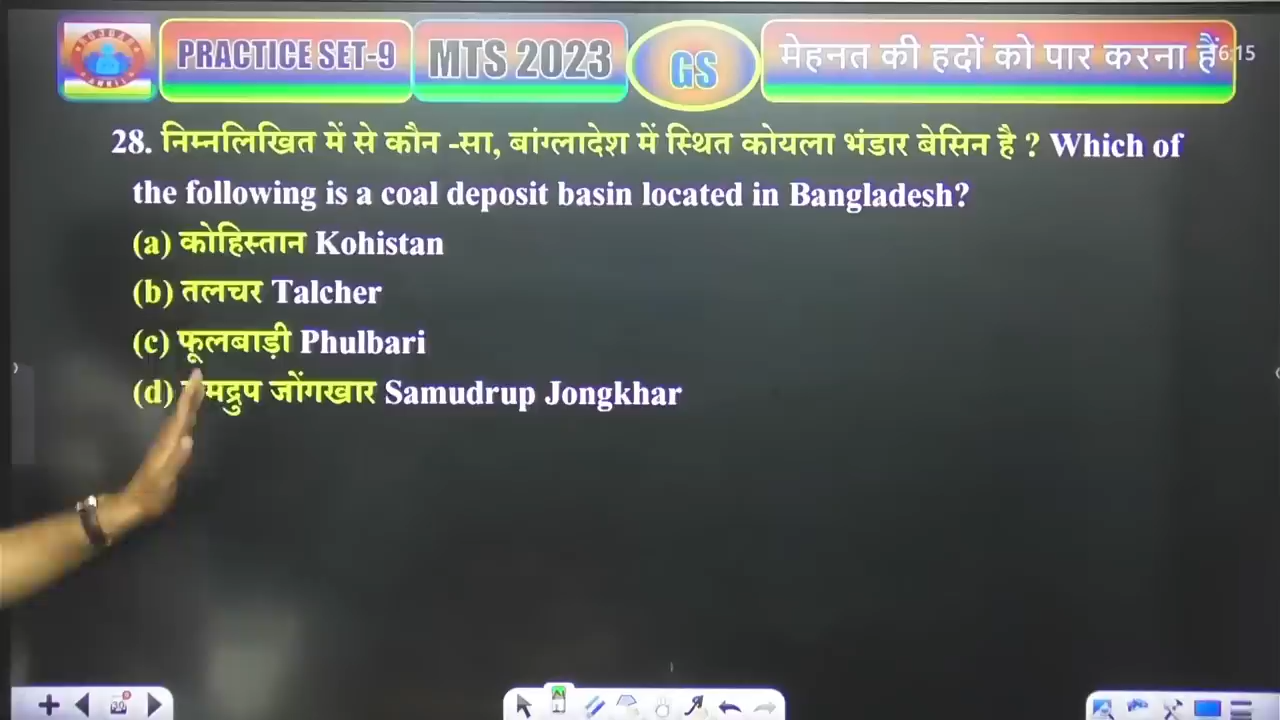 PRACTICE SET-9 MTS 2023 GS मेहनत की हदों को पार करना हैं
28. निम्नलिखित में से कौन -सा, बांग्लादेश में स्थित कोयला भंडार बेसिन है ? Which of
the following is a coal deposit basin located in Bangladesh?
(a) कोहिस्तान Kohistan
(b) तलचर Talcher
(c) फूलबाड़ी Phulbari
(d) जोंगखार Samudrup Jongkhar